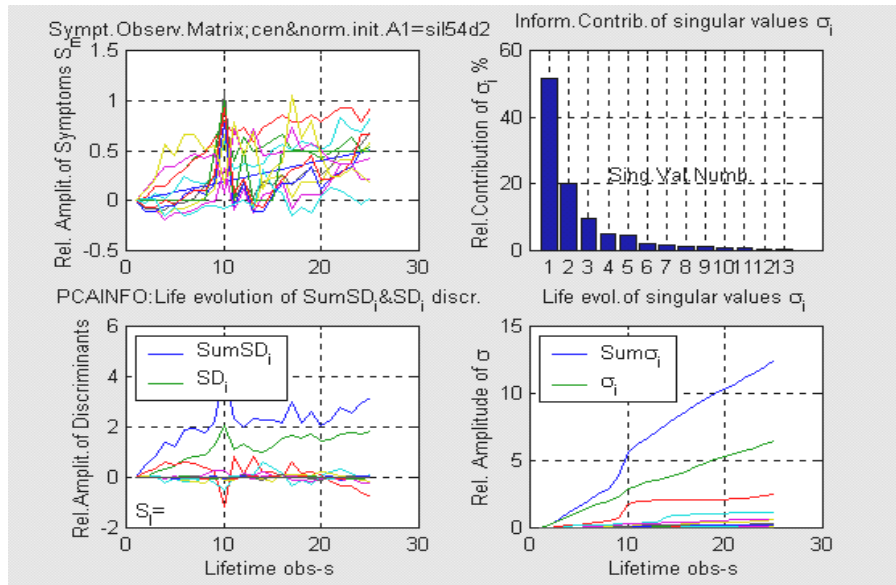 Sympt.Observ.Matrix;cen&norm.init.A1=sil54d2
Rel. Amplit.of Symptoms Sm
1.5
1
0.5
0
-0.5
0 10 20 30
Inform.Contrib.of singular values σi
Rel.Contribution of σi %
60
40
20
0
Sing.Val.Numb.
1 2 3 4 5 6 7 8 9 10 11 12 13
PCAINFO:Life evolution of SumSDi&SDi discr.
Rel.Amplit.of Discriminants
6
4
2
0
-2
SumSDi
SDi
Si=
0 10 20 30
Lifetime obs-s
Life evol.of singular values σi
Rel. Amplitude of σ
15
10
5
0
Sumσi
σi
0 10 20 30
Lifetime obs-s